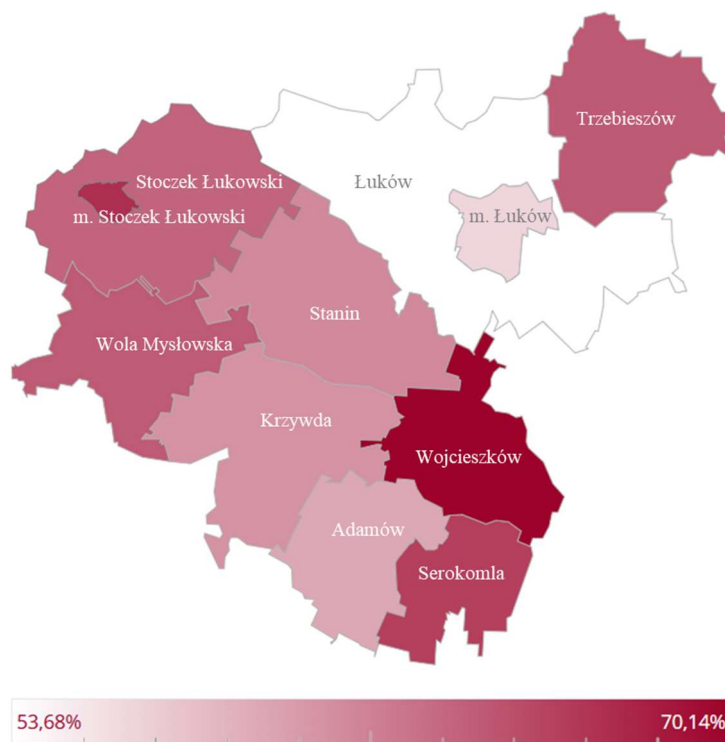 Trzebieszów
Łuków
Stoczek Łukowski
m. Stoczek Łukowski
m. Łuków
Stanin
Wola Mysłowska
Krzywda
Wojcieszków
Adamów
Serokomla
53,68%
70,14%